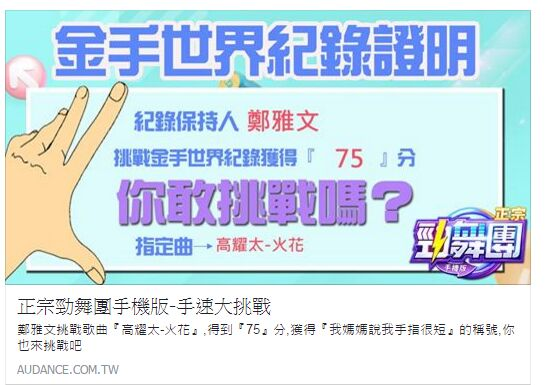 金手世界紀錄證明
紀錄保持人 鄭雅文
挑戰金手世界紀錄獲得『 75 』分
你敢挑戰嗎？
指定曲→高耀太-火花
正宗
勁舞團
手機版
正宗勁舞團手機版-手速大挑戰
鄭雅文挑戰歌曲『高耀太-火花』,得到『75』分,獲得『我媽媽說我手指很短』的稱號,你
也來挑戰吧
AUDANCE.COM.TW